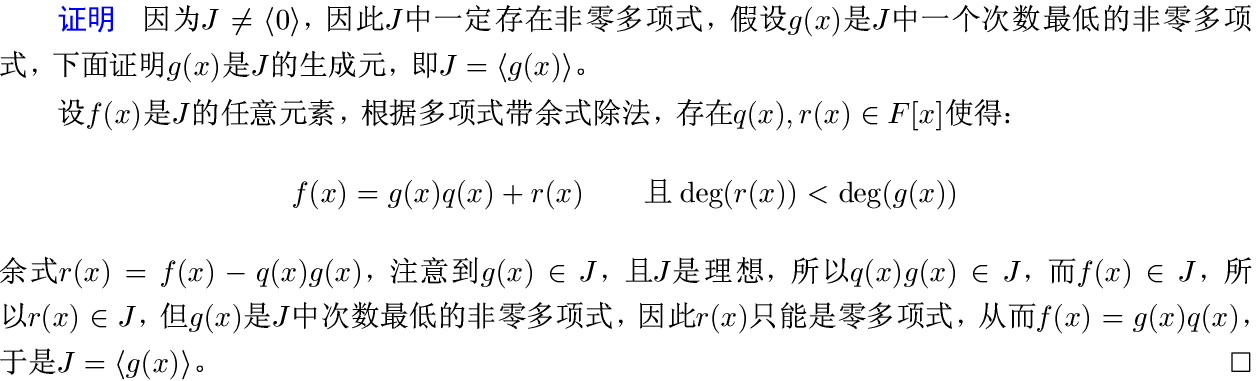 证明 因为J ≠ ⟨0⟩，因此J中一定存在非零多项式，假设g(x)是J中一个次数最低的非零多项
式，下面证明g(x)是J的生成元，即J = ⟨g(x)⟩。
设f(x)是J的任意元素，根据多项式带余式除法，存在q(x), r(x) ∈ F[x]使得：
f(x) = g(x)q(x) + r(x) 且 deg(r(x)) < deg(g(x))
余式r(x) = f(x) − q(x)g(x)，注意到g(x) ∈ J，且J是理想，所以q(x)g(x) ∈ J，而f(x) ∈ J，所
以r(x) ∈ J，但g(x)是J中次数最低的非零多项式，因此r(x)只能是零多项式，从而f(x) = g(x)q(x)，
于是J = ⟨g(x)⟩。 □